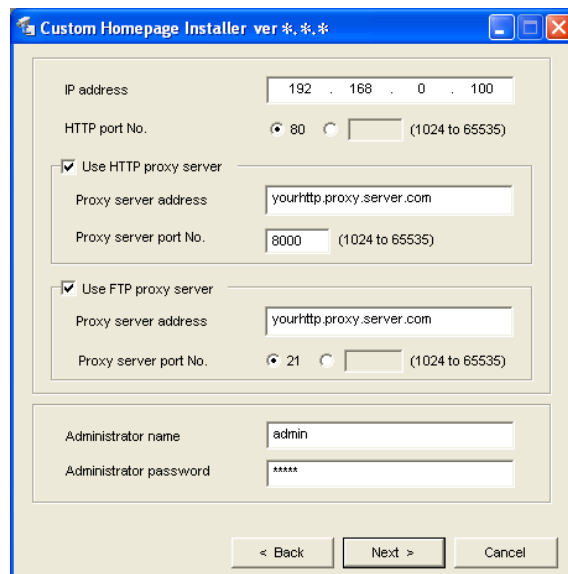 Custom Homepage Installer ver *.*.*
IP address 192 . 168 . 0 . 100
HTTP port No. 80 (1024 to 65535)
Use HTTP proxy server
Proxy server address yourhttp.proxy.server.com
Proxy server port No. 8000 (1024 to 65535)
Use FTP proxy server
Proxy server address yourhttp.proxy.server.com
Proxy server port No. 21 (1024 to 65535)
Administrator name admin
Administrator password *****
< Back Next > Cancel